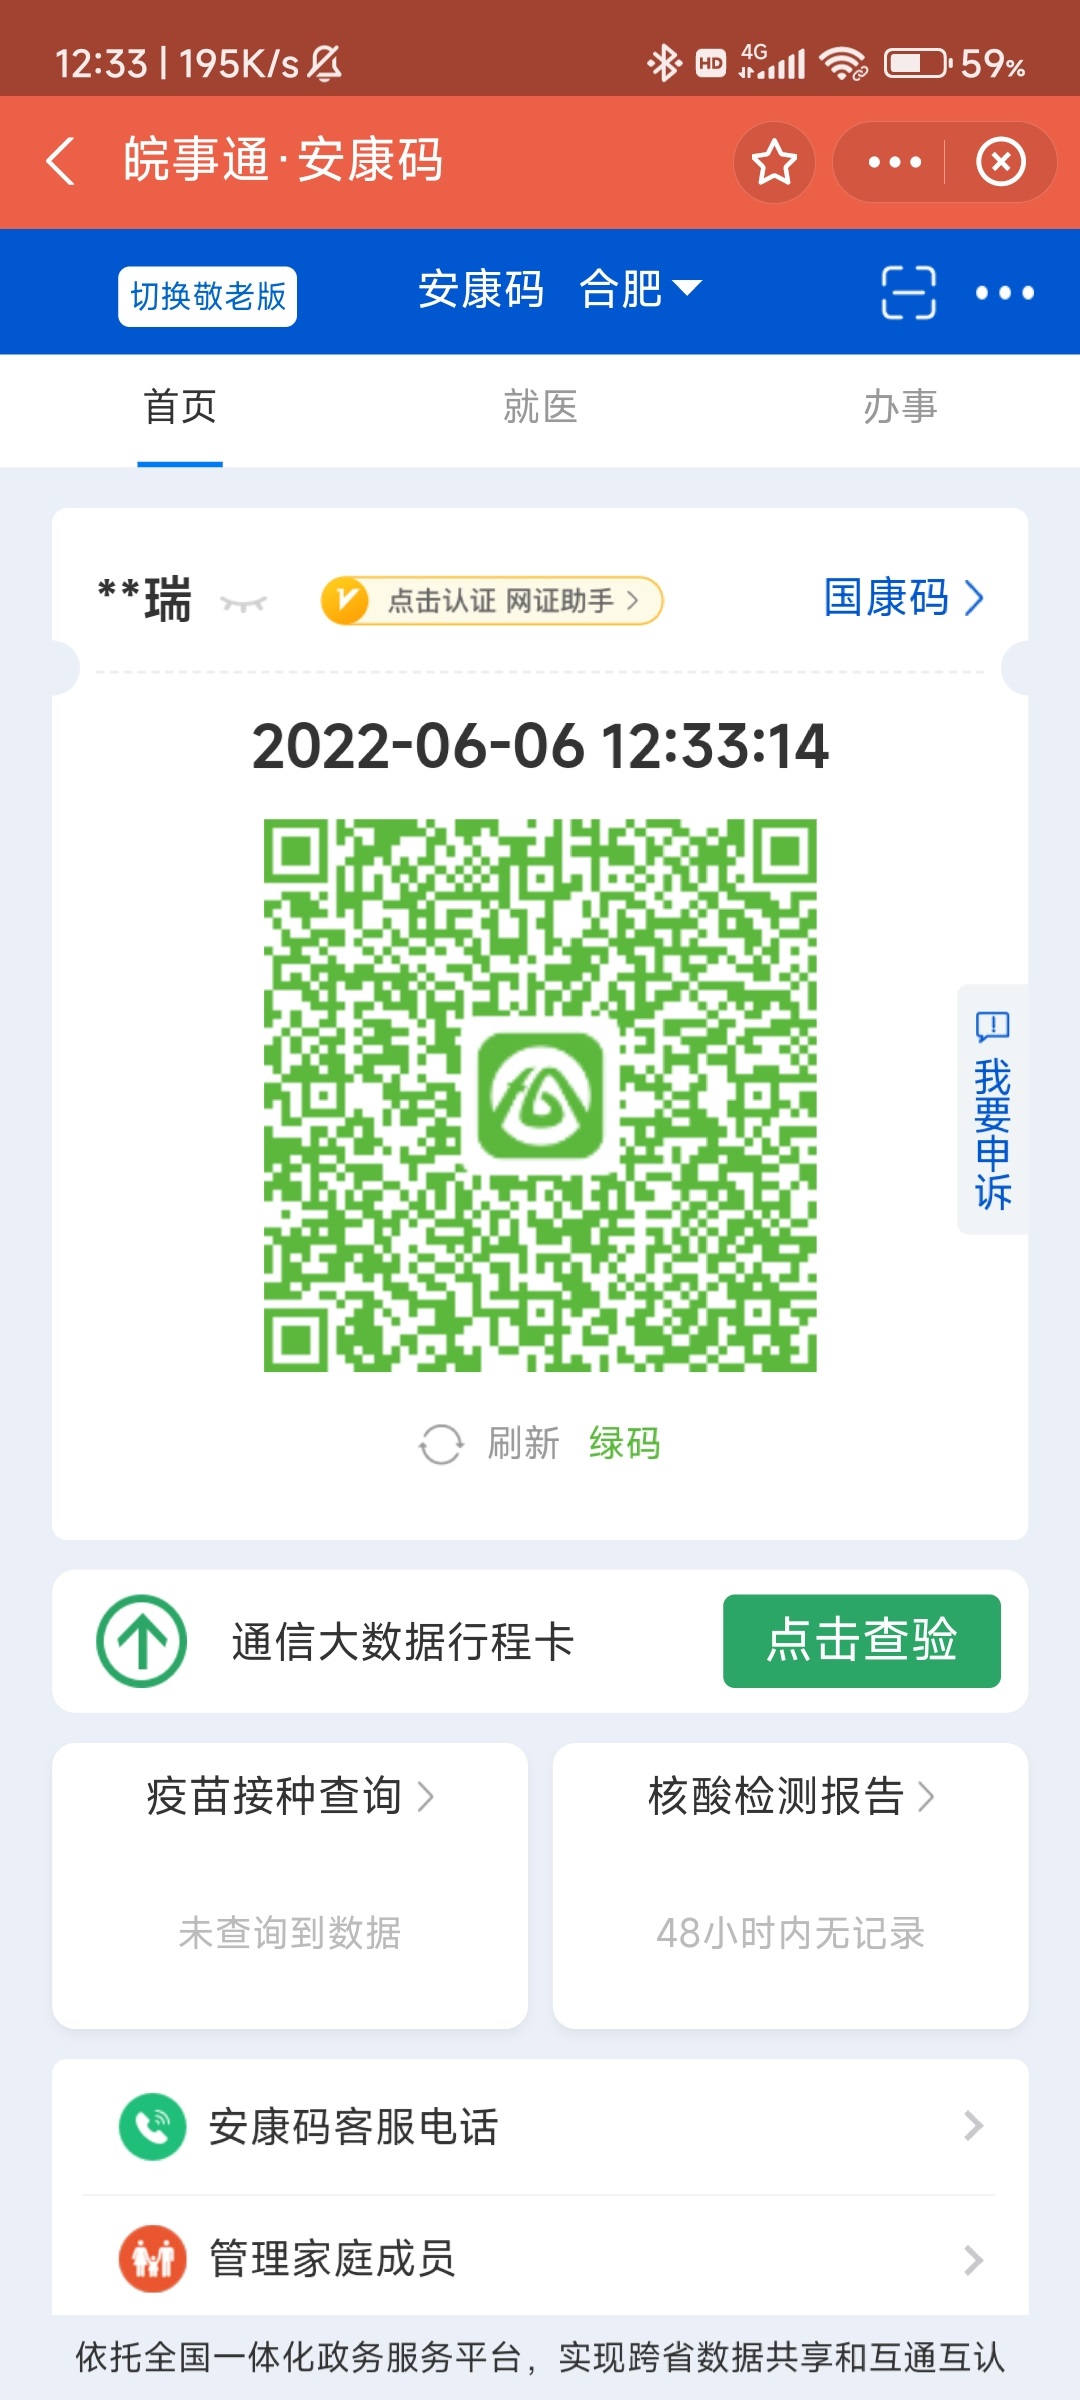 12:33 | 195K/s HD 4G 59%
皖事通·安康码
切换敬老版 安康码 合肥
首页 就医 办事
**瑞 点击认证 网证助手 国康码
2022-06-06 12:33:14
我要申诉
刷新 绿码
通信大数据行程卡 点击查验
疫苗接种查询 核酸检测报告
未查询到数据 48小时内无记录
安康码客服电话
管理家庭成员
依托全国一体化政务服务平台，实现跨省数据共享和互通互认